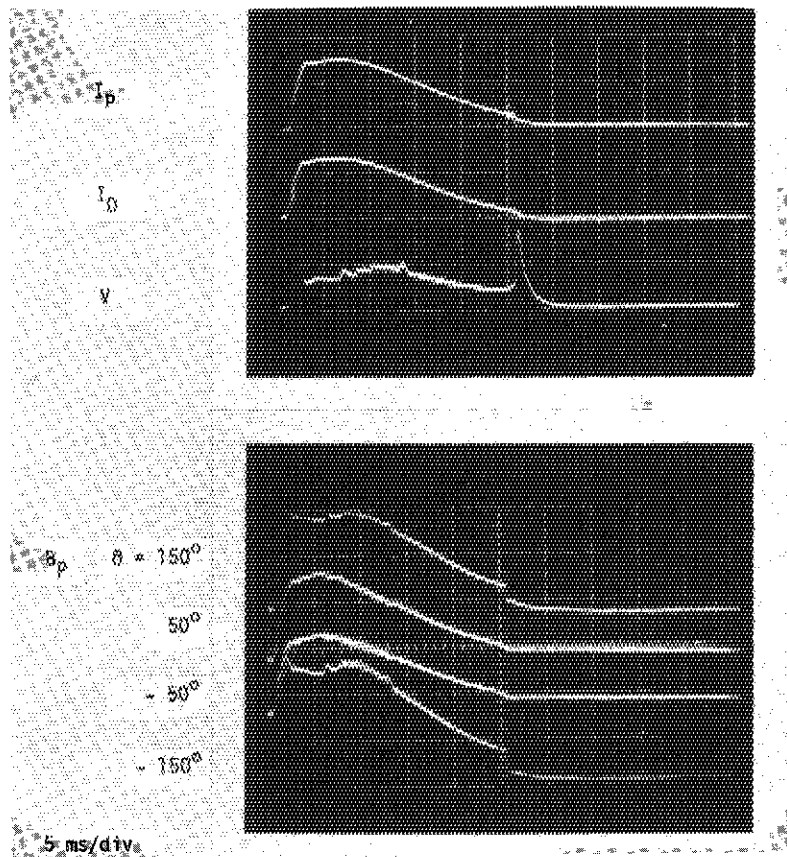 I_p
I_Ω
V
B_p θ = 150°
50°
- 50°
- 150°
5 ms/div